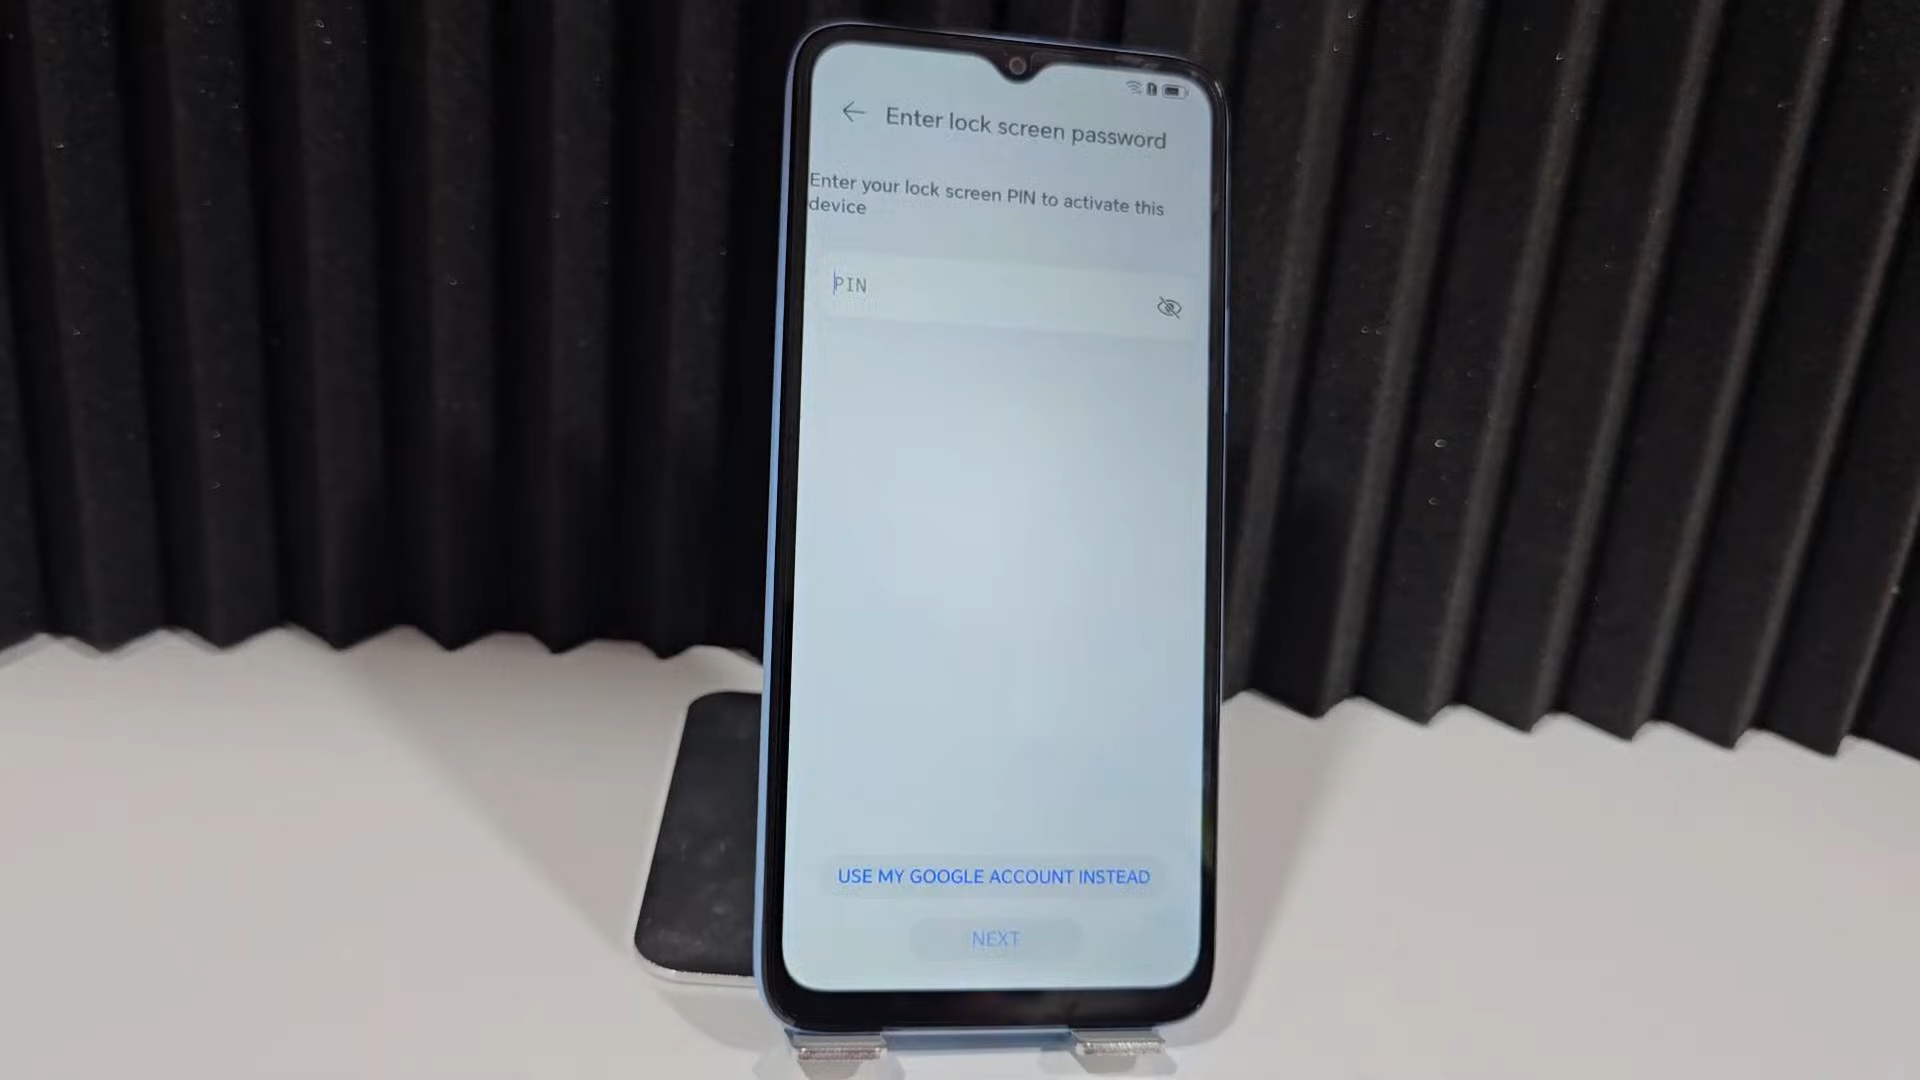 Enter lock screen password
Enter your lock screen PIN to activate this
device
PIN
USE MY GOOGLE ACCOUNT INSTEAD
NEXT